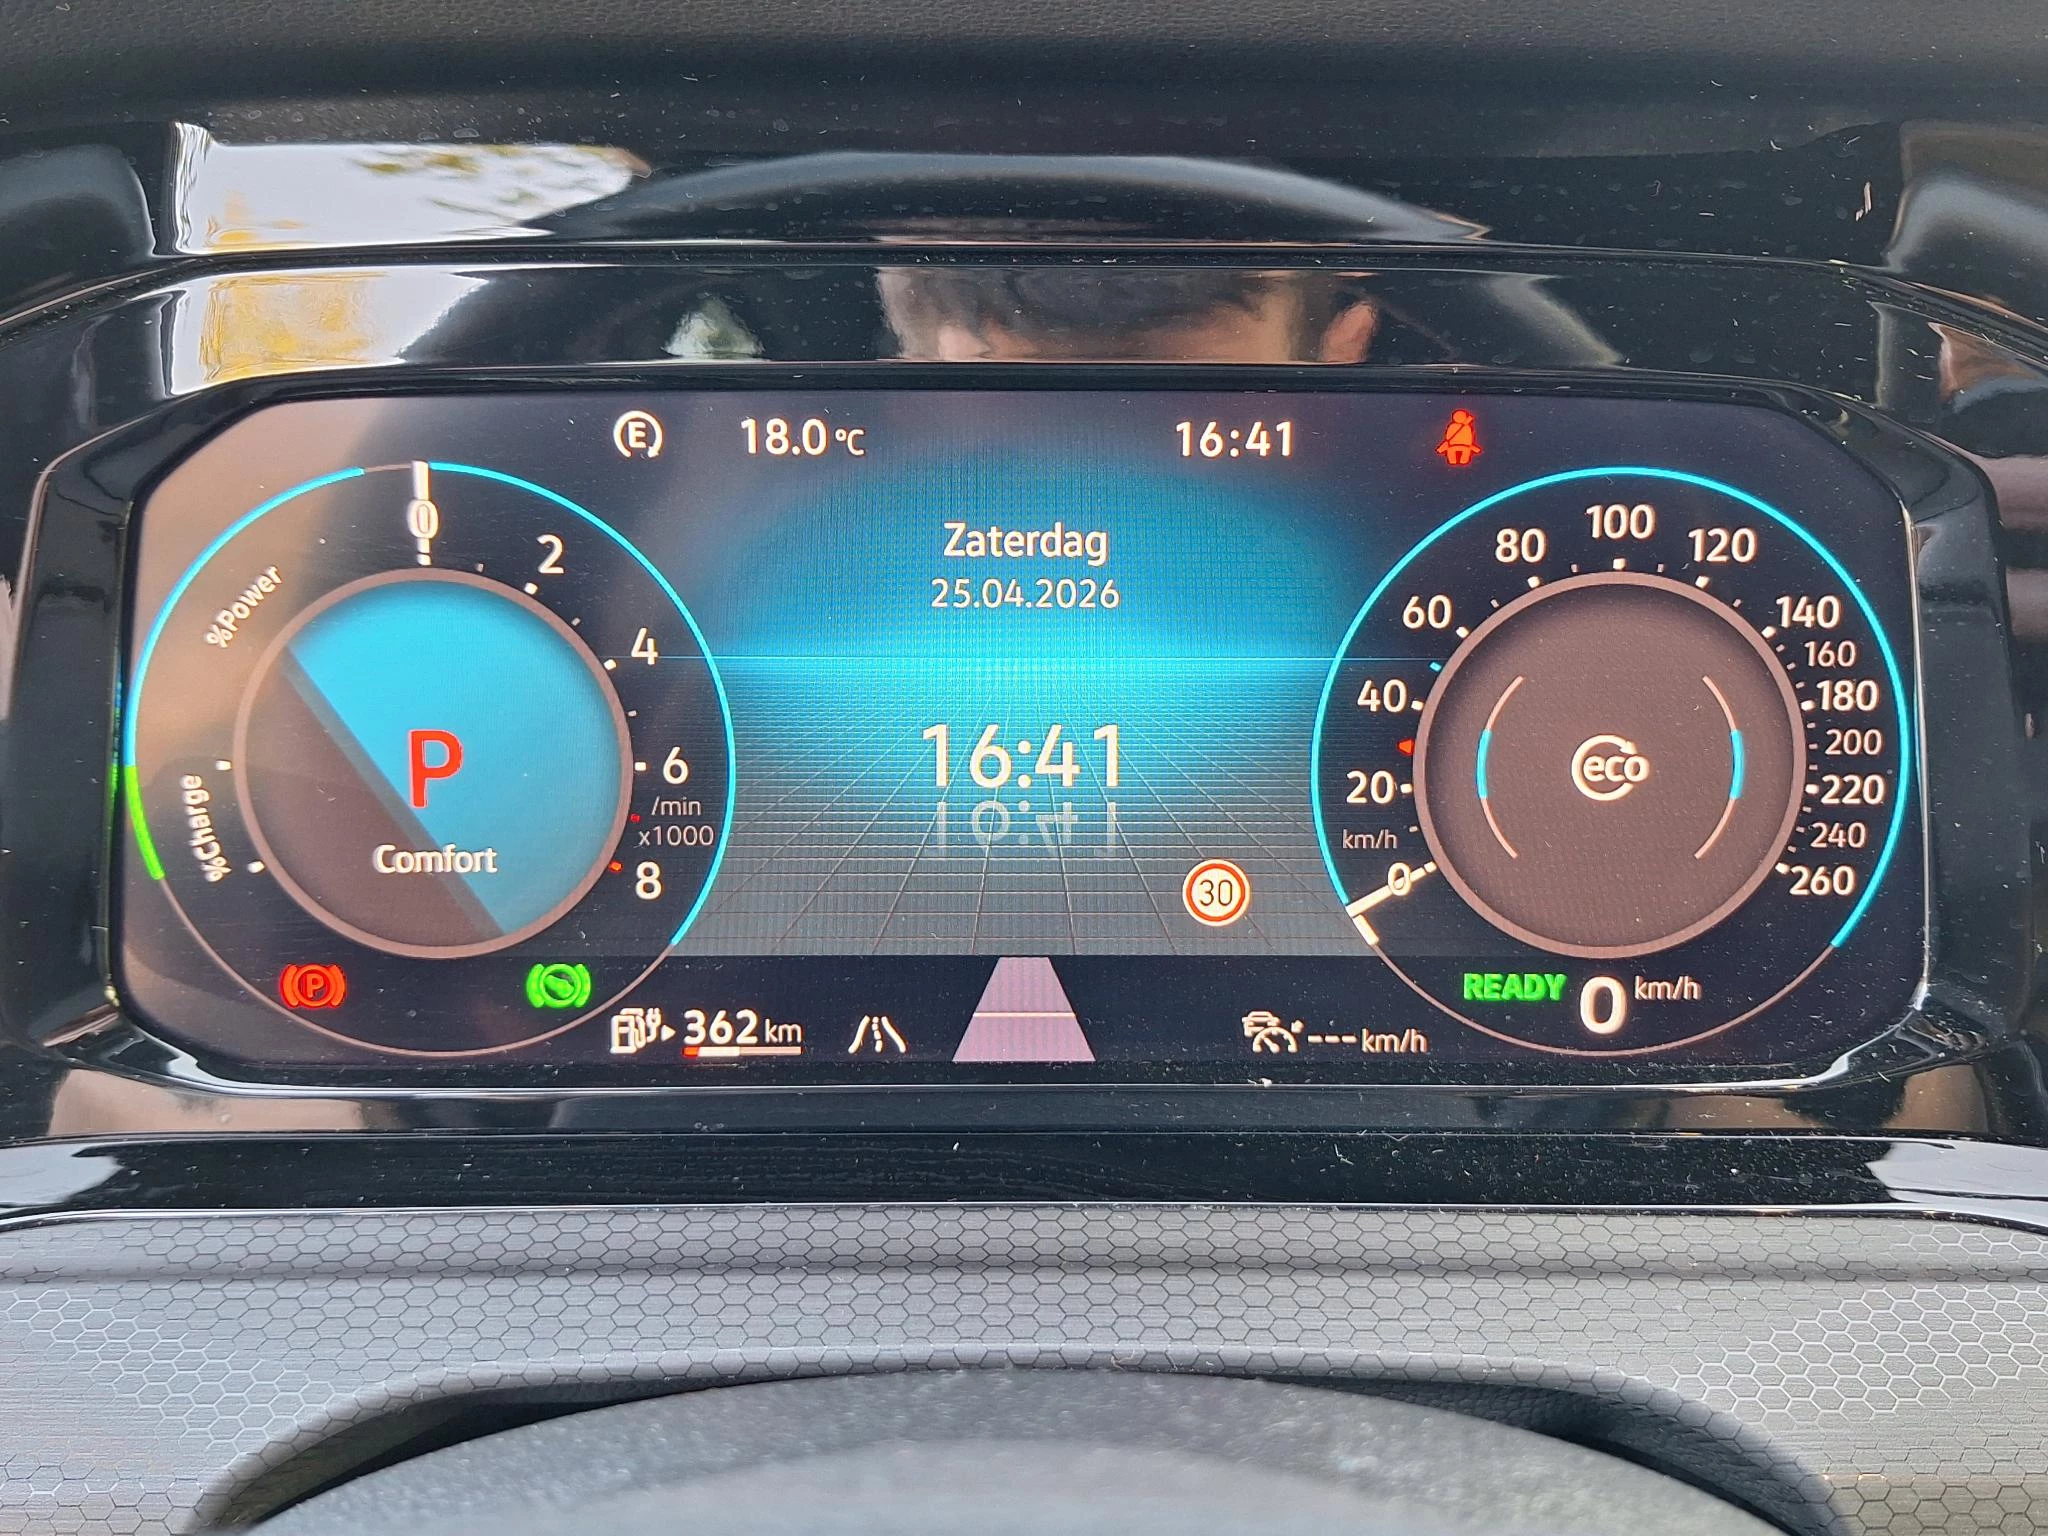 E 18.0 °C 16:41
Zaterdag
25.04.2026
16:41
30
%Power
%Charge
0
2
4
6
/min
x1000
8
P
Comfort
P
362 km
--- km/h
0
20
40
60
80
100
120
140
160
180
200
220
240
260
km/h
eco
READY 0 km/h